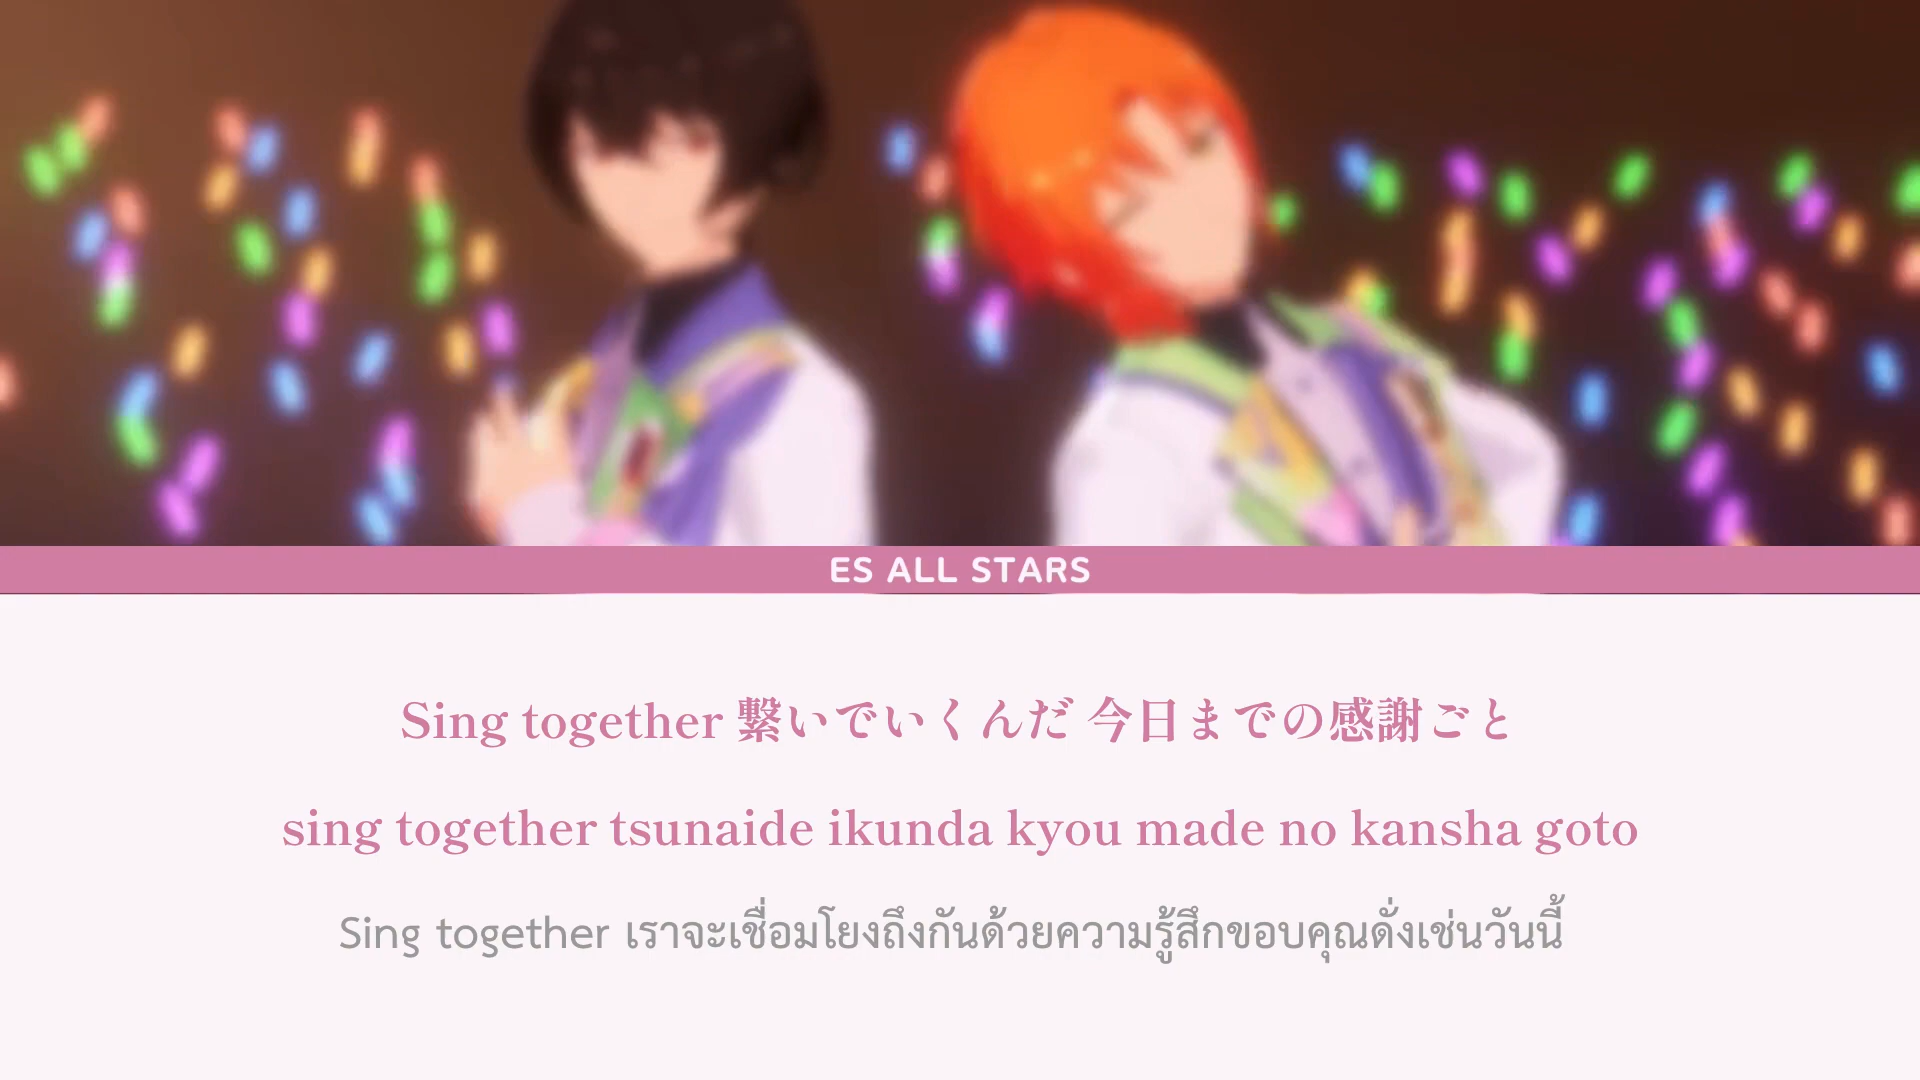 ES ALL STARS
Sing together 繋いでいくんだ 今日までの感謝ごと
sing together tsunaide ikunda kyou made no kansha goto
Sing together เราจะเชื่อมโยงถึงกันด้วยความรู้สึกขอบคุณดั่งเช่นวันนี้